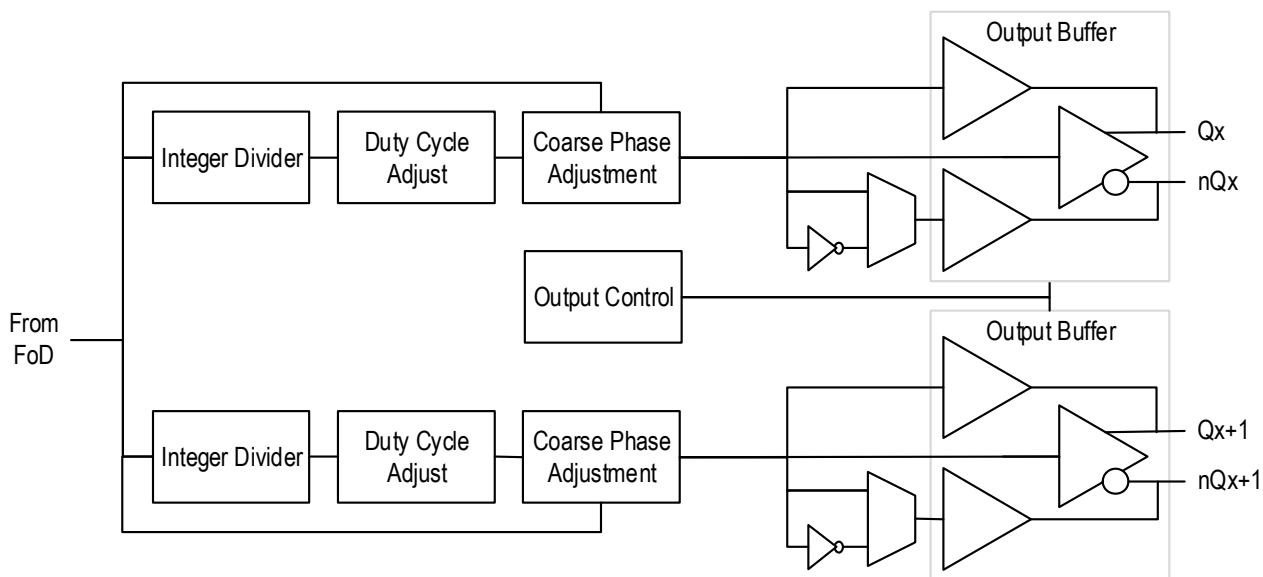 Output Buffer
Integer Divider
Duty Cycle
Adjust
Coarse Phase
Adjustment
Qx
nQx
Output Control
From
FoD
Output Buffer
Integer Divider
Duty Cycle
Adjust
Coarse Phase
Adjustment
Qx+1
nQx+1